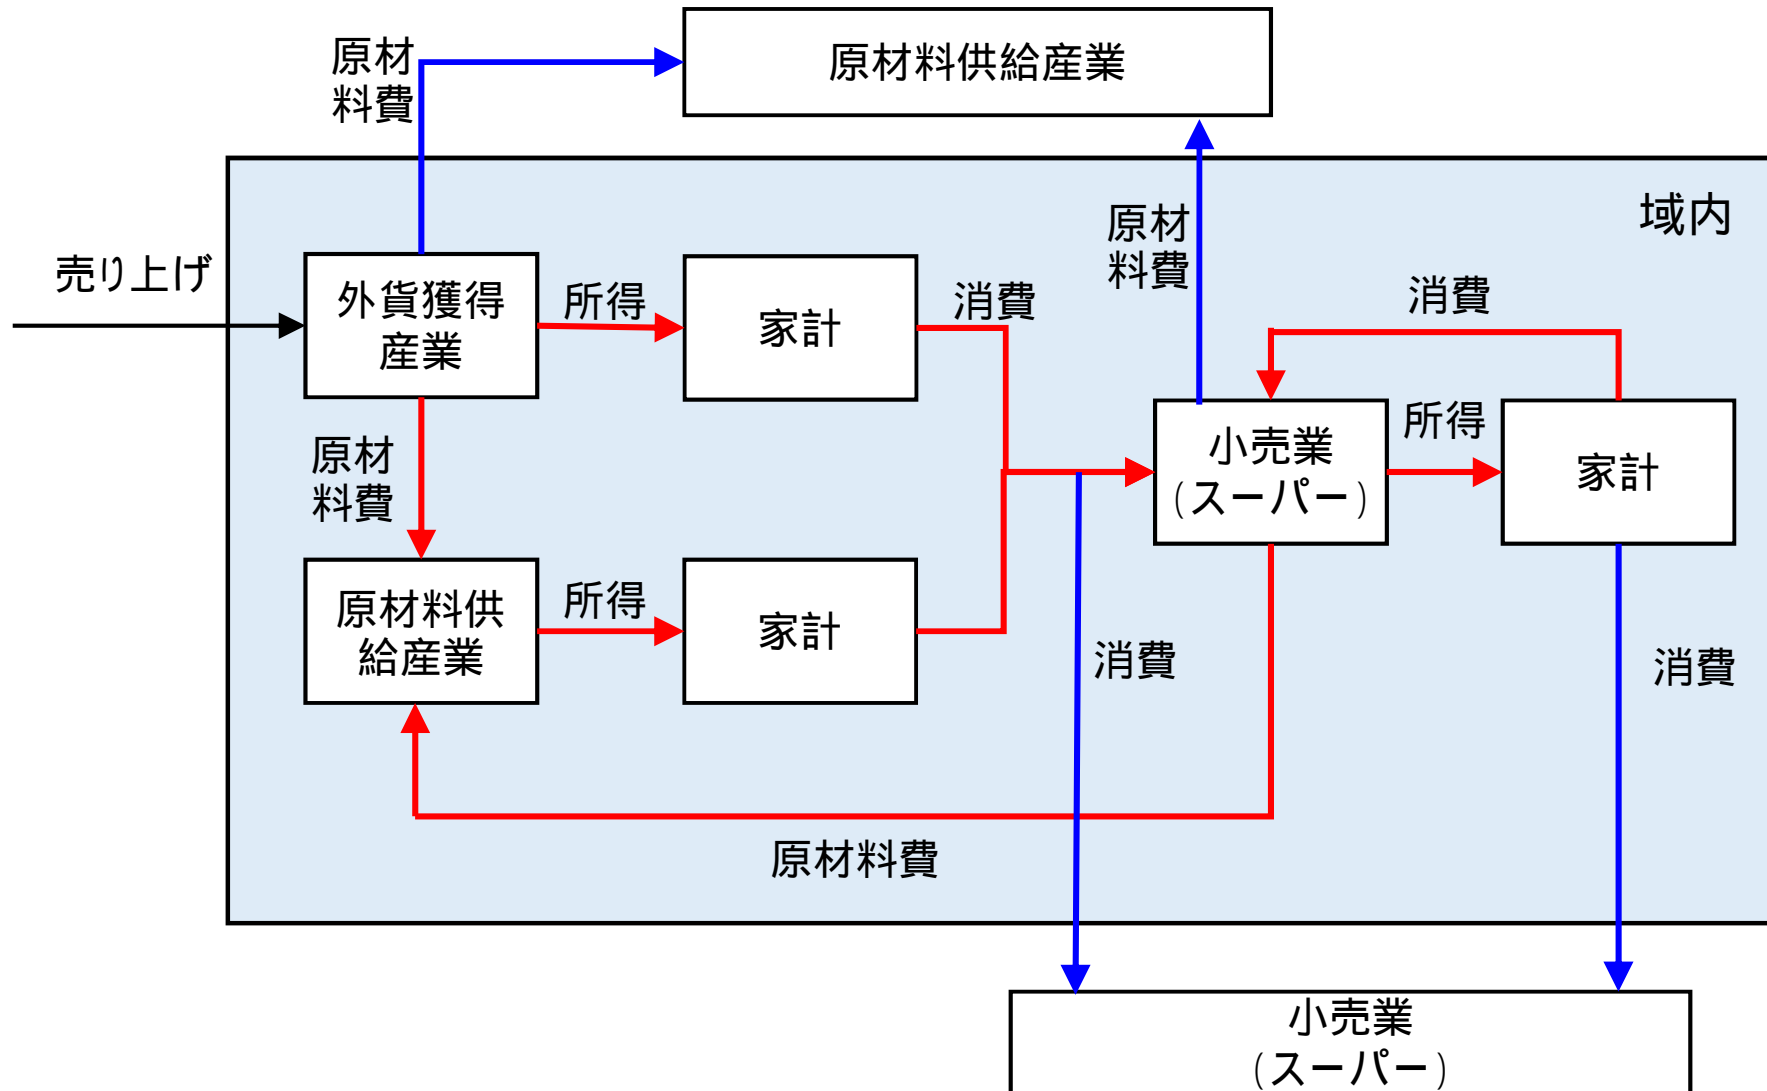 原材
料費
原材料供給産業
域内
原材
料費
売り上げ
外貨獲得
産業
所得
家計
消費
消費
原材
料費
小売業
(スーパー)
所得
家計
原材料供
給産業
所得
家計
消費
消費
原材料費
小売業
(スーパー)